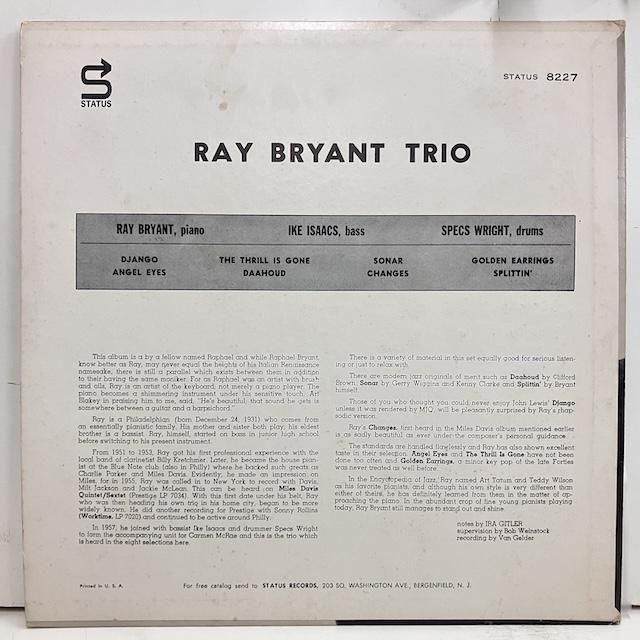 STATUS
STATUS 8227
RAY BRYANT TRIO
RAY BRYANT, piano IKE ISAACS, bass SPECS WRIGHT, drums
DJANGO THE THRILL IS GONE SONAR GOLDEN EARRINGS
ANGEL EYES DAAHOUD CHANGES SPLITTIN'
This album is a by a fellow named Raphael and while Raphael Bryant,
know better as Ray, may never equal the heights of his Italian Renaissance
namesake, there is still a parallel which exists between them in addition
to their having the same moniker. For as Raphael was an artist with brush
and oils, Ray is an artist of the keyboard, not merely a piano player. The
piano becomes a shimmering instrument under his sensitive touch. Art
Blakey in praising him to me, said, "He's beautiful; that sound he gets is
somewhere between a guitar and a harpsichord."
Ray is a Philadelphian (born December 24, 1931) who comes from
an essentially pianistic family. His mother and sister both play; his eldest
brother is a bassist. Ray, himself, started on bass in junior high school
before switching to his present instrument.
From 1951 to 1953, Ray got his first professional experience with the
local band of clarinetist Billy Kretchmer. Later, he became the house pian-
ist at the Blue Note club (also in Philly) where he backed such greats as
Charlie Parker and Miles Davis. Evidently, he made an impression on
Miles, for in 1955, Ray was called in to New York to record with Davis,
Milt Jackson and Jackie McLean. This can be heard on Miles Davis
Quintet/Sextet (Prestige LP 7034). With this first date under his belt, Ray
who was then heading his own trio in his home city, began to be more
widely known. He did another recording for Prestige with Sonny Rollins
(Worktime, LP 7020) and continued to be active around Philly.
In 1957, he joined with bassist Ike Isaacs and drummer Specs Wright
to form the accompanying unit for Carmen McRae and this is the trio which
is heard in the eight selections here.
There is a variety of material in this set equally good for serious listen-
ing or just to relax with.
There are modern jazz originals of merit such as Daahoud by Clifford
Brown, Sonar by Gerry Wiggins and Kenny Clarke and Splittin' by Bryant
himself.
Those of you who thought you could never enjoy John Lewis' Django
unless it was rendered by MJQ, will be pleasantly surprised by Ray's rhap-
sodic version.
Ray's Changes, first heard in the Miles Davis album mentioned earlier
is as sadly beautiful as ever under the composer's personal guidance.
The standards are handled flawlessly and Ray has also shown excellent
taste in their selection. Angel Eyes and The Thrill Is Gone have not been
done too often and Golden Earrings, a minor key pop of the late Forties
was never treated as well before.
In the Encyclopedia of Jazz, Ray named Art Tatum and Teddy Wilson
as his favorite pianists, and although his own style is very different than
either of theirs, he has definitely learned from them in the matter of ap-
proaching the piano. In the abundant crop of fine young pianists playing
today, Ray Bryant still manages to stand out and shine.
notes by IRA GITLER
supervision by Bob Weinstock
recording by Van Gelder
Printed in U. S. A. For free catalog send to STATUS RECORDS, 203 SO. WASHINGTON AVE., BERGENFIELD, N. J.